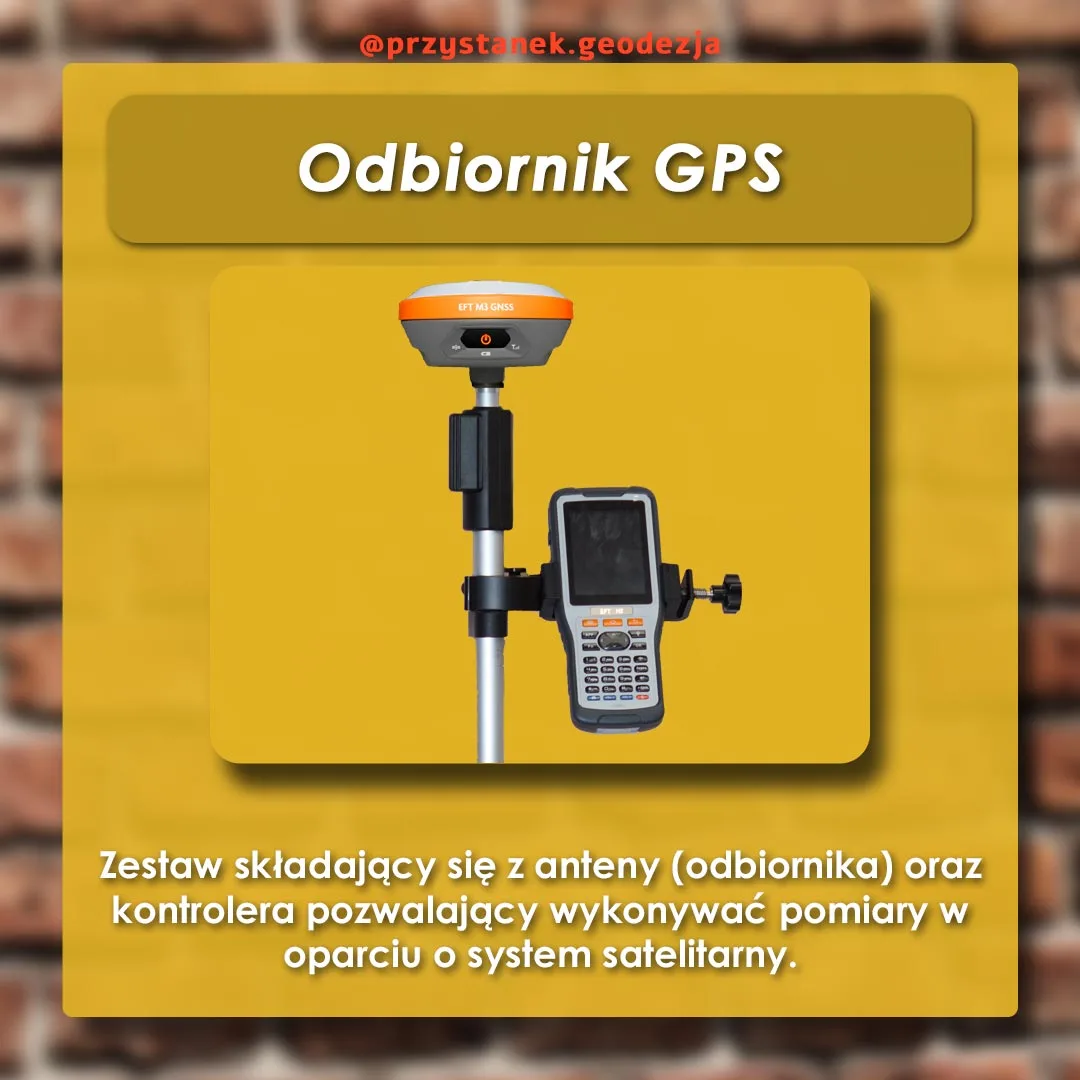 @przystanek.geodezja
Odbiornik GPS
EFT M3 GNSS
EFT
Zestaw składający się z anteny (odbiornika) oraz
kontrolera pozwalający wykonywać pomiary w
oparciu o system satelitarny.